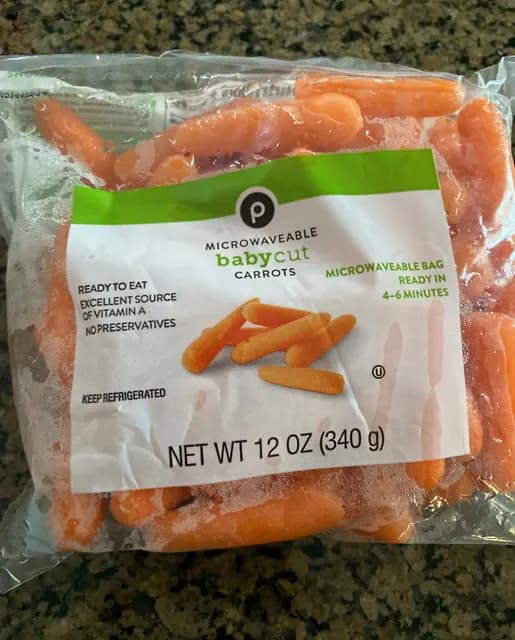 P
MICROWAVEABLE
babycut
CARROTS
READY TO EAT
EXCELLENT SOURCE
OF VITAMIN A
NO PRESERVATIVES
MICROWAVEABLE BAG
READY IN
4-6 MINUTES
U
KEEP REFRIGERATED
NET WT 12 OZ (340 g)